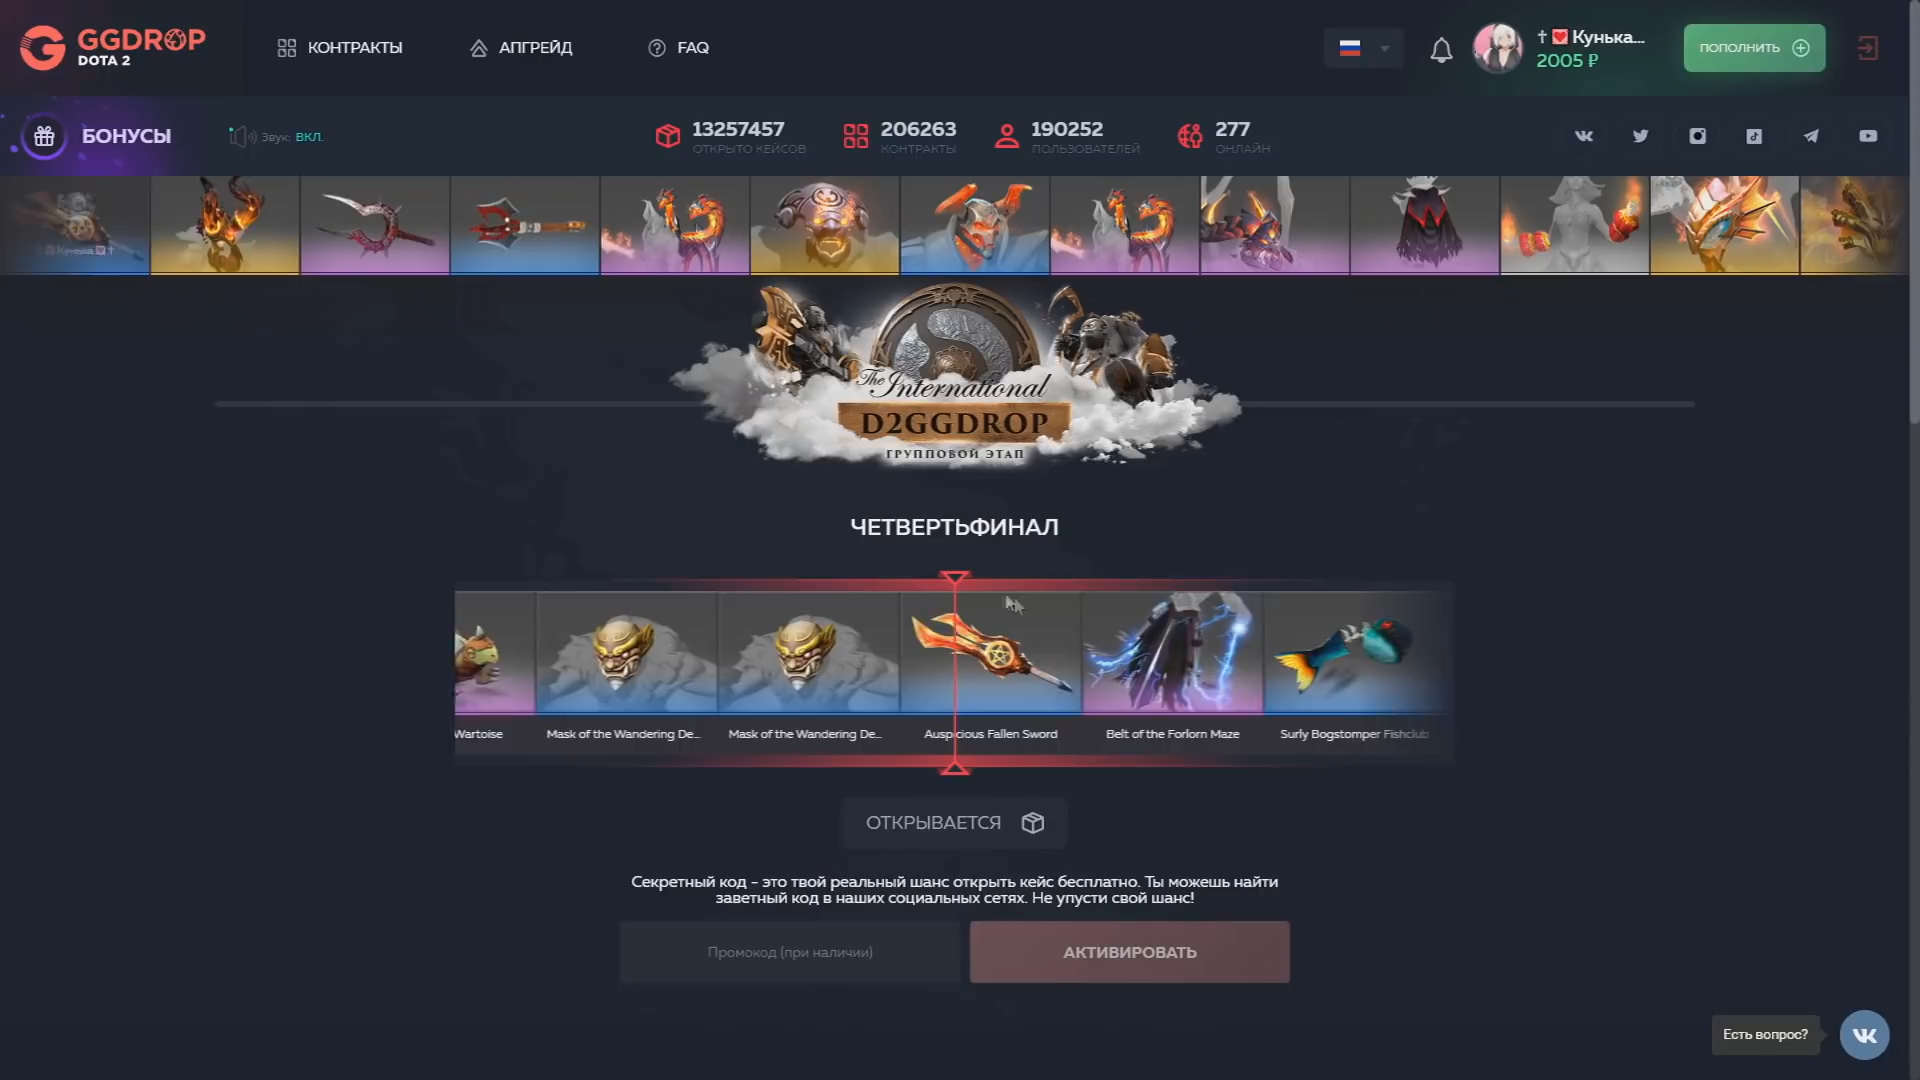 GGDROP
DOTA 2
КОНТРАКТЫ
АПГРЕЙД
FAQ
Кунька...
2005 ₽
ПОПОЛНИТЬ
БОНУСЫ
Звук: ВКЛ.
13257457
ОТКРЫТО КЕЙСОВ
206263
КОНТРАКТЫ
190252
ПОЛЬЗОВАТЕЛЕЙ
277
ОНЛАЙН
Кунька
The International
D2GGDROP
ГРУППОВОЙ ЭТАП
ЧЕТВЕРТЬФИНАЛ
Wartoise
Mask of the Wandering De...
Mask of the Wandering De...
Auspicious Fallen Sword
Belt of the Forlorn Maze
Surly Bogstomper Fishclub
ОТКРЫВАЕТСЯ
Секретный код - это твой реальный шанс открыть кейс бесплатно. Ты можешь найти
заветный код в наших социальных сетях. Не упусти свой шанс!
Промокод (при наличии)
АКТИВИРОВАТЬ
Есть вопрос?